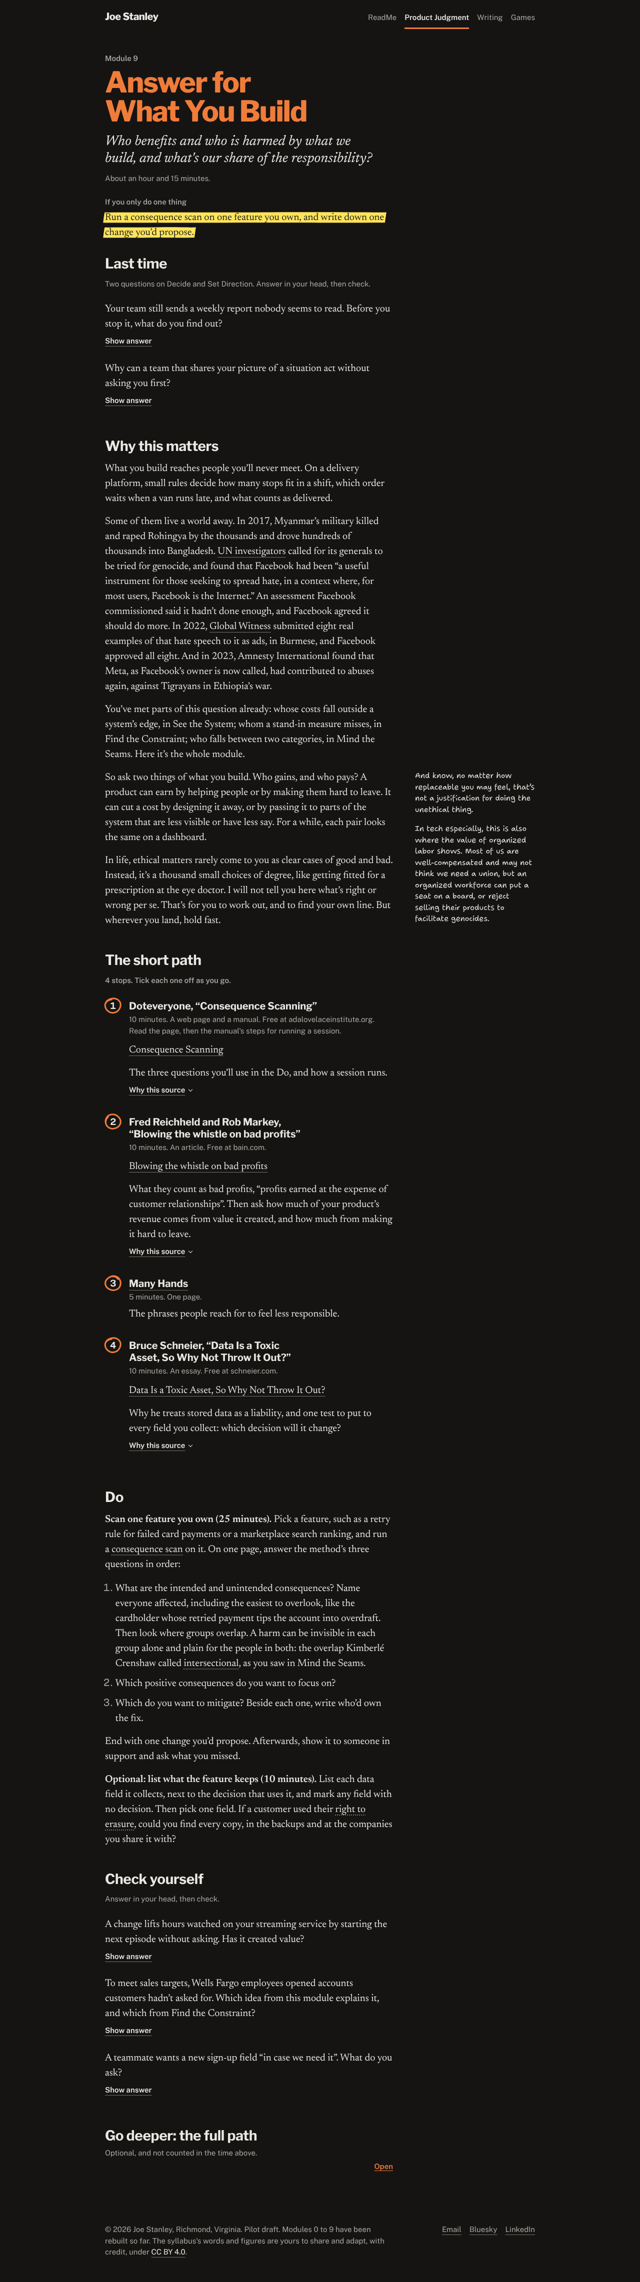 Joe Stanley
ReadMe Product Judgment Writing Games
Module 9
Answer for
What You Build
Who benefits and who is harmed by what we
build, and what's our share of the responsibility?
About an hour and 15 minutes.
If you only do one thing
Run a consequence scan on one feature you own, and write down one
change you'd propose.
Last time
Two questions on Decide and Set Direction. Answer in your head, then check.
Your team still sends a weekly report nobody seems to read. Before you
stop it, what do you find out?
Show answer
Why can a team that shares your picture of a situation act without
asking you first?
Show answer
Why this matters
What you build reaches people you'll never meet. On a delivery
platform, small rules decide how many stops fit in a shift, which order
waits when a van runs late, and what counts as delivered.
Some of them live a world away. In 2017, Myanmar's military killed
and raped Rohingya by the thousands and drove hundreds of
thousands into Bangladesh. UN investigators called for its generals to
be tried for genocide, and found that Facebook had been “a useful
instrument for those seeking to spread hate, in a context where, for
most users, Facebook is the Internet.” An assessment Facebook
commissioned said it hadn't done enough, and Facebook agreed it
should do more. In 2022, Global Witness submitted eight real
examples of that hate speech to it as ads, in Burmese, and Facebook
approved all eight. And in 2023, Amnesty International found that
Meta, as Facebook's owner is now called, had contributed to abuses
again, against Tigrayans in Ethiopia's war.
You've met parts of this question already: whose costs fall outside a
system's edge, in See the System; whom a stand-in measure misses, in
Find the Constraint; who falls between two categories, in Mind the
Seams. Here it's the whole module.
So ask two things of what you build. Who gains, and who pays? A
product can earn by helping people or by making them hard to leave. It
can cut a cost by designing it away, or by passing it to parts of the
system that are less visible or have less say. For a while, each pair looks
the same on a dashboard.
In life, ethical matters rarely come to you as clear cases of good and bad.
Instead, it's a thousand small choices of degree, like getting fitted for a
prescription at the eye doctor. I will not tell you here what's right or
wrong per se. That's for you to work out, and to find your own line. But
wherever you land, hold fast.
And know, no matter how
replaceable you may feel, that's
not a justification for doing the
unethical thing.
In tech especially, this is also
where the value of organized
labor shows. Most of us are
well-compensated and may not
think we need a union, but an
organized workforce can put a
seat on a board, or reject
selling their products to
facilitate genocides.
The short path
4 stops. Tick each one off as you go.
1 Doteveryone, “Consequence Scanning”
10 minutes. A web page and a manual. Free at adalovelaceinstitute.org.
Read the page, then the manual's steps for running a session.
Consequence Scanning
The three questions you'll use in the Do, and how a session runs.
Why this source
2 Fred Reichheld and Rob Markey,
“Blowing the whistle on bad profits”
10 minutes. An article. Free at bain.com.
Blowing the whistle on bad profits
What they count as bad profits, “profits earned at the expense of
customer relationships”. Then ask how much of your product's
revenue comes from value it created, and how much from making
it hard to leave.
Why this source
3 Many Hands
5 minutes. One page.
The phrases people reach for to feel less responsible.
4 Bruce Schneier, “Data Is a Toxic
Asset, So Why Not Throw It Out?”
10 minutes. An essay. Free at schneier.com.
Data Is a Toxic Asset, So Why Not Throw It Out?
Why he treats stored data as a liability, and one test to put to
every field you collect: which decision will it change?
Why this source
Do
Scan one feature you own (25 minutes). Pick a feature, such as a retry
rule for failed card payments or a marketplace search ranking, and run
a consequence scan on it. On one page, answer the method's three
questions in order:
1. What are the intended and unintended consequences? Name
everyone affected, including the easiest to overlook, like the
cardholder whose retried payment tips the account into overdraft.
Then look where groups overlap. A harm can be invisible in each
group alone and plain for the people in both: the overlap Kimberlé
Crenshaw called intersectional, as you saw in Mind the Seams.
2. Which positive consequences do you want to focus on?
3. Which do you want to mitigate? Beside each one, write who'd own
the fix.
End with one change you'd propose. Afterwards, show it to someone in
support and ask what you missed.
Optional: list what the feature keeps (10 minutes). List each data
field it collects, next to the decision that uses it, and mark any field with
no decision. Then pick one field. If a customer used their right to
erasure, could you find every copy, in the backups and at the companies
you share it with?
Check yourself
Answer in your head, then check.
A change lifts hours watched on your streaming service by starting the
next episode without asking. Has it created value?
Show answer
To meet sales targets, Wells Fargo employees opened accounts
customers hadn't asked for. Which idea from this module explains it,
and which from Find the Constraint?
Show answer
A teammate wants a new sign-up field “in case we need it”. What do you
ask?
Show answer
Go deeper: the full path
Optional, and not counted in the time above.
Open
© 2026 Joe Stanley, Richmond, Virginia. Pilot draft. Modules 0 to 9 have been
rebuilt so far. The syllabus's words and figures are yours to share and adapt, with
credit, under CC BY 4.0.
Email Bluesky LinkedIn